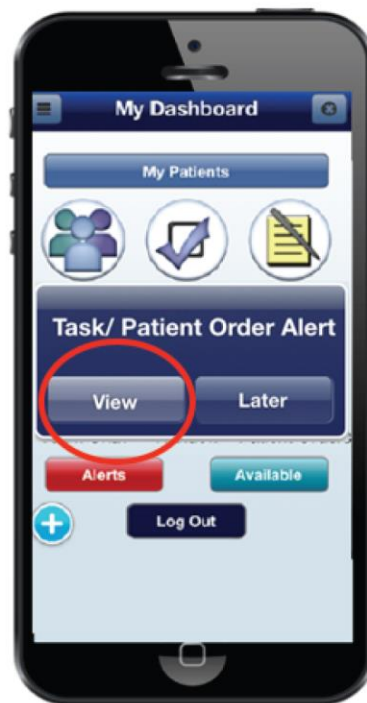 My Dashboard
My Patients
Task/ Patient Order Alert
View Later
Alerts Available
Log Out